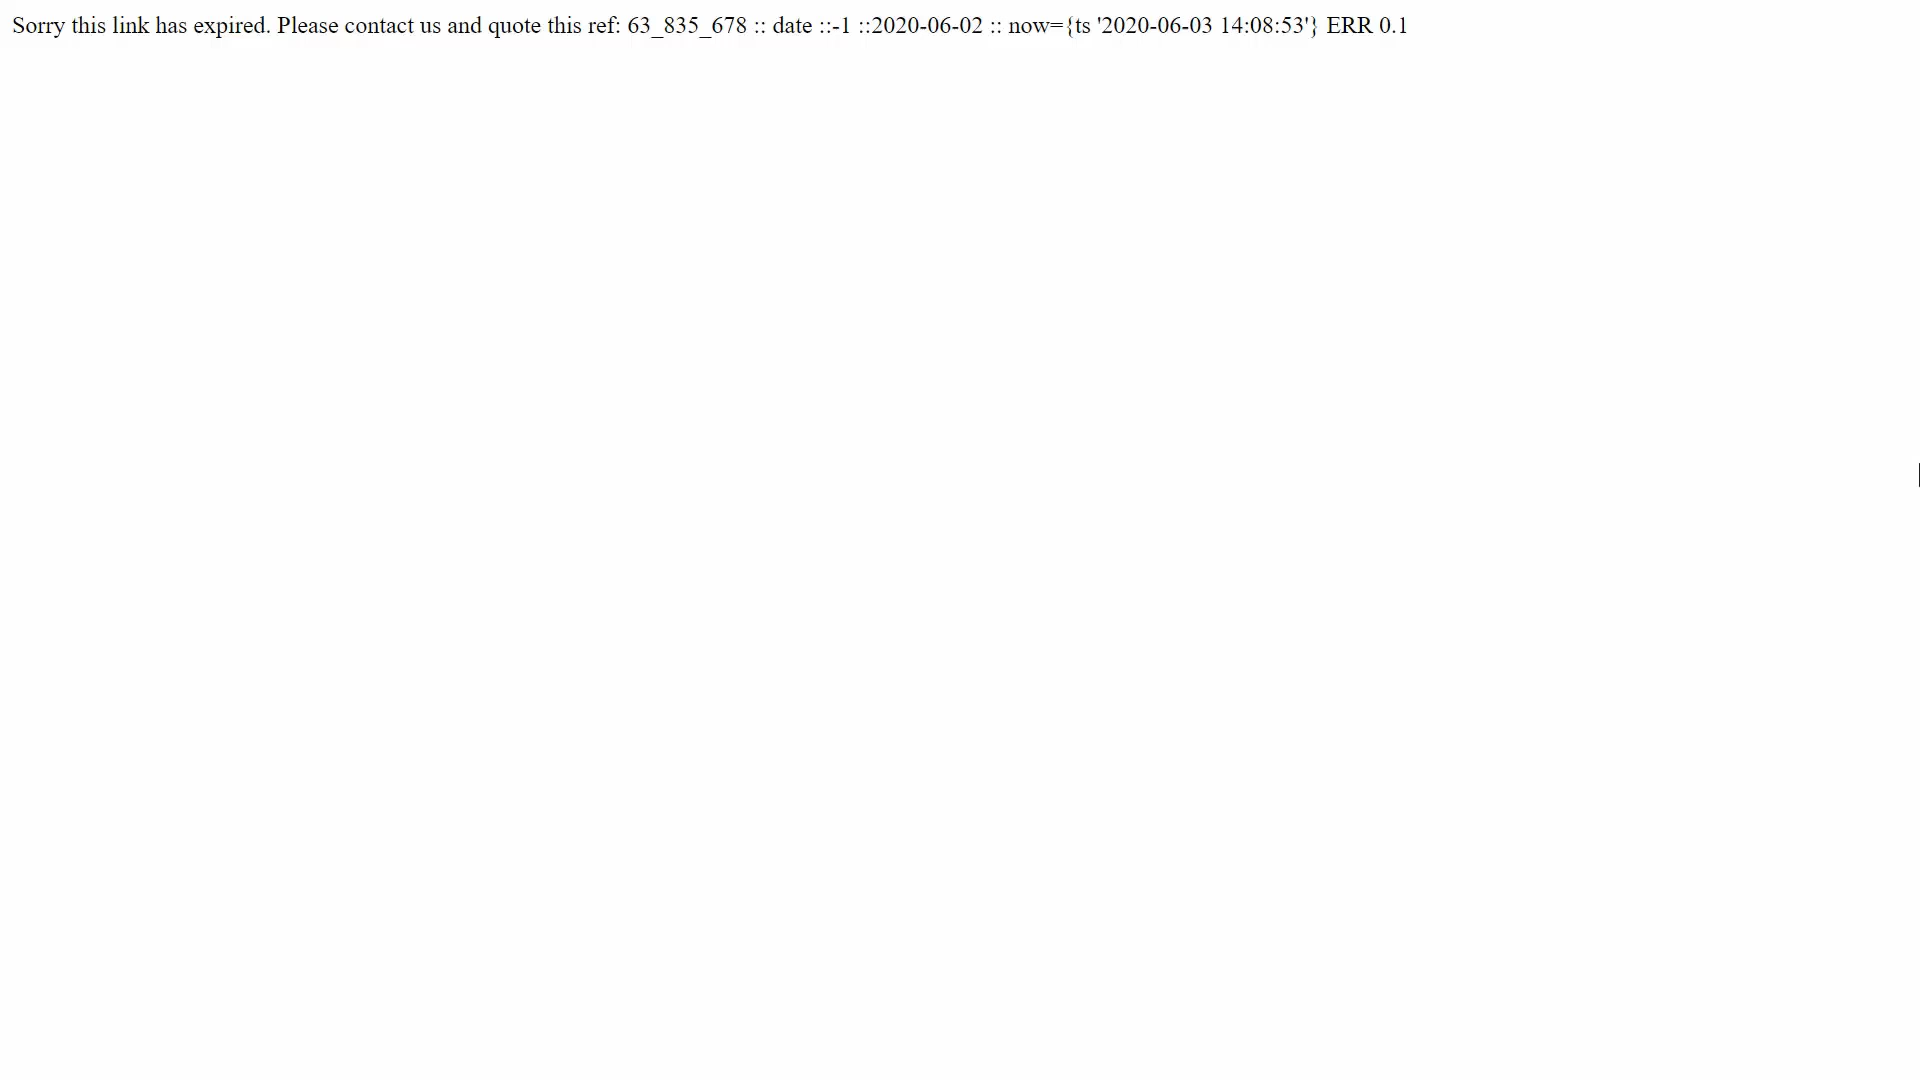 Sorry this link has expired. Please contact us and quote this ref: 63_835_678 :: date ::-1 ::2020-06-02 :: now={ts '2020-06-03 14:08:53'} ERR 0.1